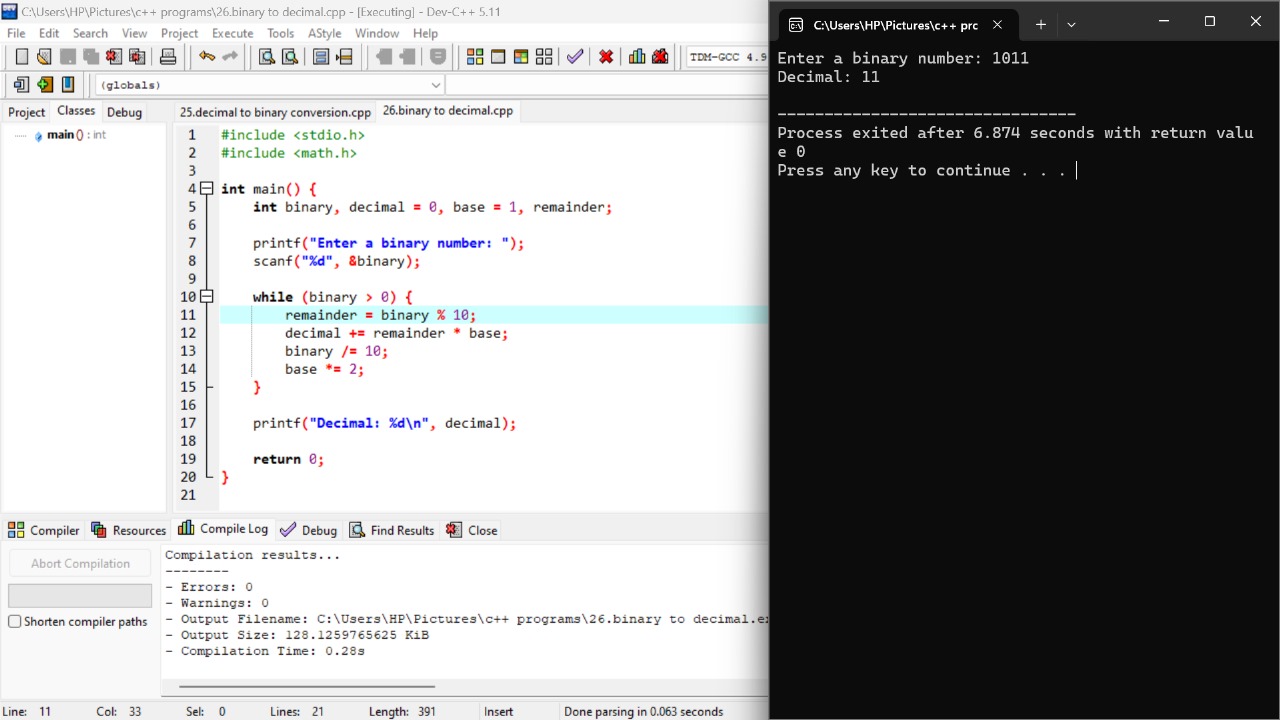 C:\Users\HP\Pictures\c++ programs\26.binary to decimal.cpp - [Executing] - Dev-C++ 5.11
File Edit Search View Project Execute Tools AStyle Window Help
TDM-GCC 4.9
(globals)
Project Classes Debug
main () : int
25.decimal to binary conversion.cpp 26.binary to decimal.cpp
1 #include <stdio.h>
2 #include <math.h>
3
4 int main() {
5 int binary, decimal = 0, base = 1, remainder;
6
7 printf("Enter a binary number: ");
8 scanf("%d", &binary);
9
10 while (binary > 0) {
11 remainder = binary % 10;
12 decimal += remainder * base;
13 binary /= 10;
14 base *= 2;
15 }
16
17 printf("Decimal: %d\n", decimal);
18
19 return 0;
20 }
21
Compiler Resources Compile Log Debug Find Results Close
Abort Compilation
Shorten compiler paths
Compilation results...
--------
- Errors: 0
- Warnings: 0
- Output Filename: C:\Users\HP\Pictures\c++ programs\26.binary to decimal.ex
- Output Size: 128.1259765625 KiB
- Compilation Time: 0.28s
Line: 11 Col: 33 Sel: 0 Lines: 21 Length: 391 Insert Done parsing in 0.063 seconds
C:\Users\HP\Pictures\c++ prc
Enter a binary number: 1011
Decimal: 11
--------------------------------
Process exited after 6.874 seconds with return valu
e 0
Press any key to continue . . .